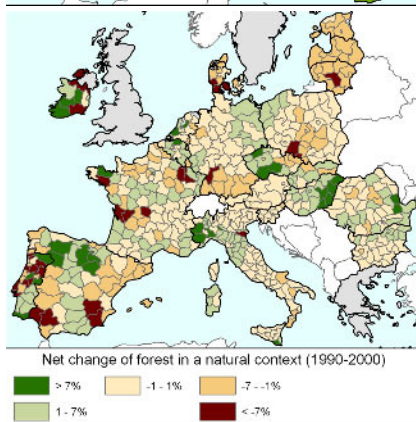 Net change of forest in a natural context (1990-2000)
> 7% -1 - 1% -7 - -1%
1 - 7% < -7%